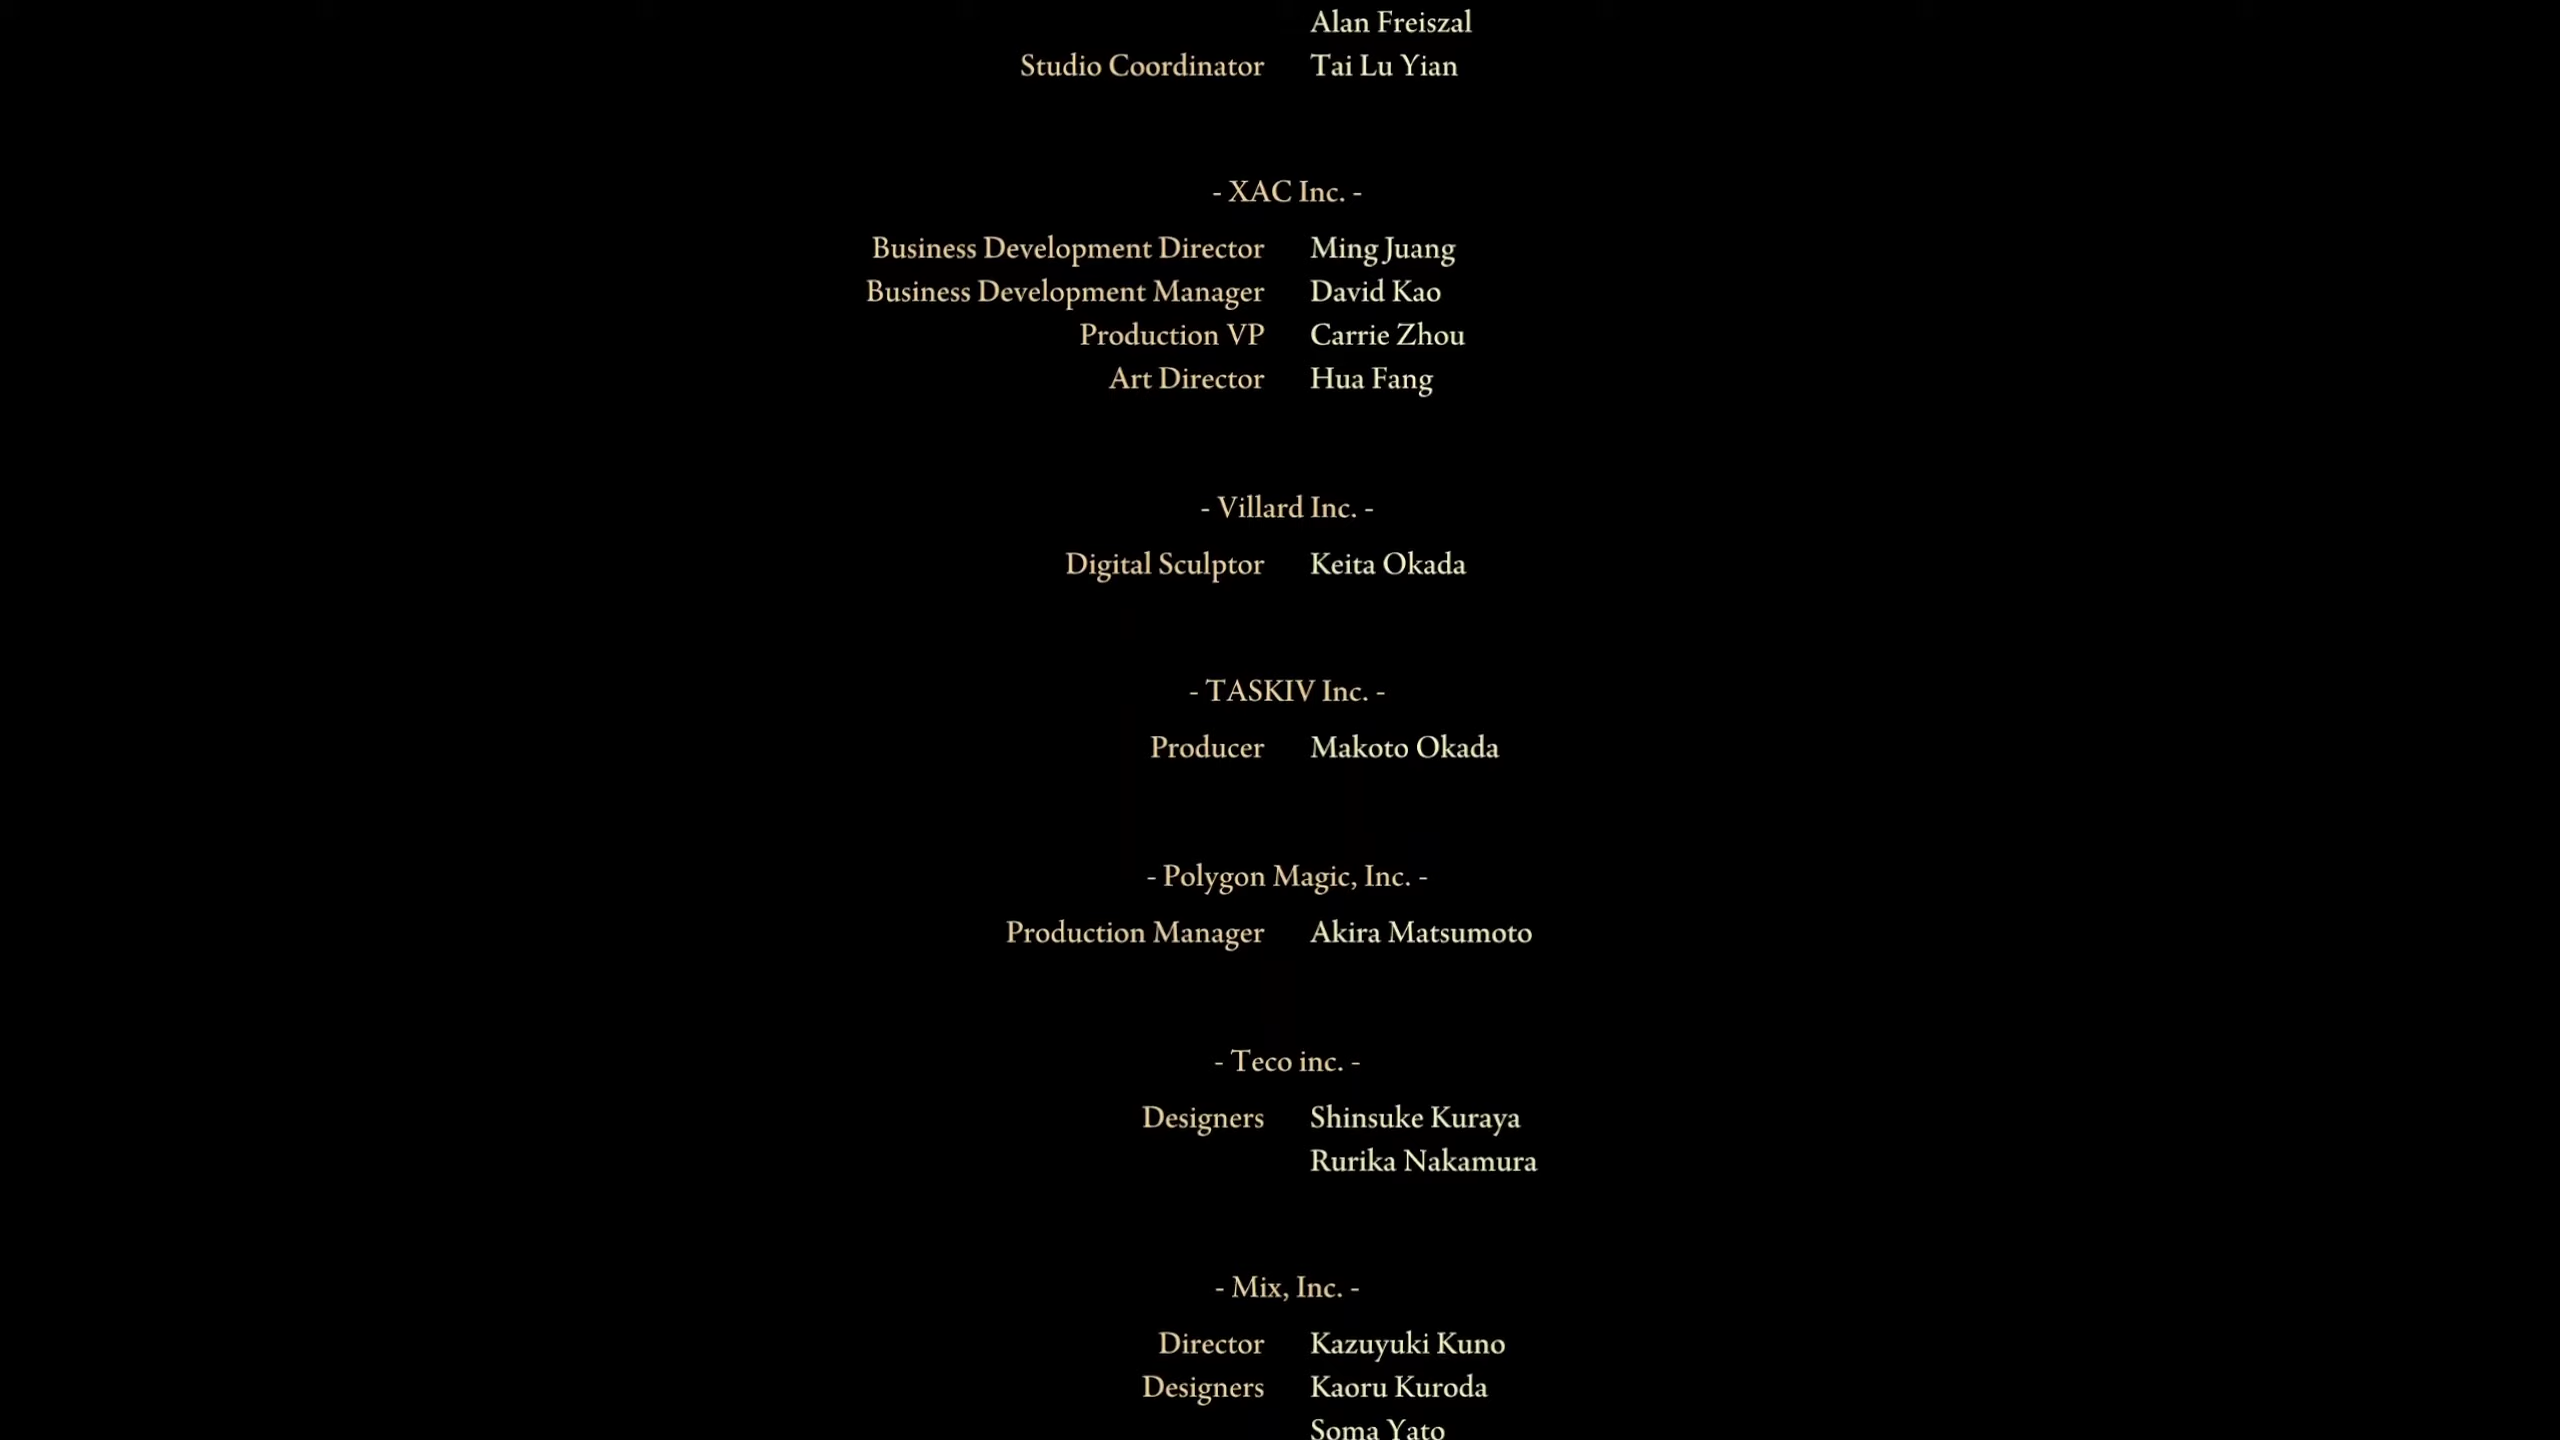 Alan Freiszal
Studio Coordinator Tai Lu Yian
- XAC Inc. -
Business Development Director Ming Juang
Business Development Manager David Kao
Production VP Carrie Zhou
Art Director Hua Fang
- Villard Inc. -
Digital Sculptor Keita Okada
- TASKIV Inc. -
Producer Makoto Okada
- Polygon Magic, Inc. -
Production Manager Akira Matsumoto
- Teco inc. -
Designers Shinsuke Kuraya
Rurika Nakamura
- Mix, Inc. -
Director Kazuyuki Kuno
Designers Kaoru Kuroda
Soma Yato